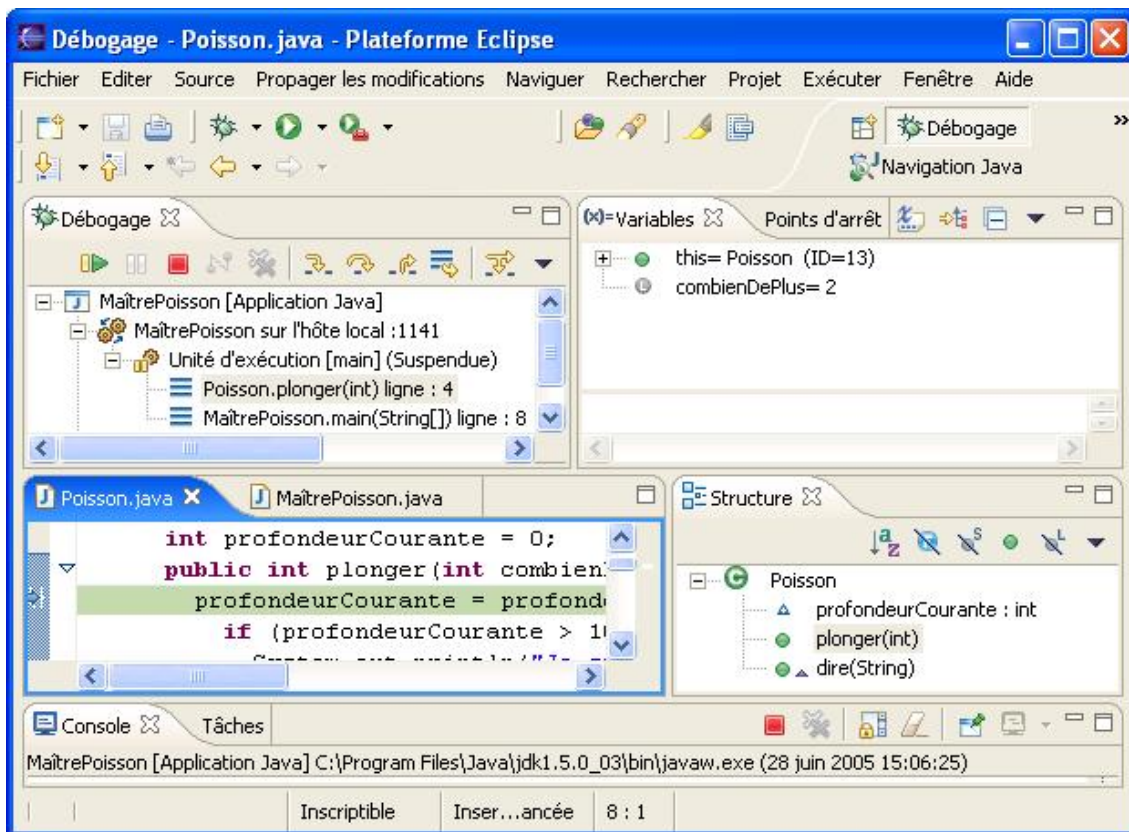 Débogage - Poisson.java - Plateforme Eclipse
Fichier Editer Source Propager les modifications Naviguer Rechercher Projet Exécuter Fenêtre Aide
Débogage
Navigation Java
Débogage
MaîtrePoisson [Application Java]
MaîtrePoisson sur l'hôte local :1141
Unité d'exécution [main] (Suspendue)
Poisson.plonger(int) ligne : 4
MaîtrePoisson.main(String[]) ligne : 8
(x)= Variables Points d'arrêt
this= Poisson (ID=13)
combienDePlus= 2
Poisson.java MaîtrePoisson.java
int profondeurCourante = 0;
public int plonger(int combien
profondeurCourante = profond
if (profondeurCourante > 1
Structure
Poisson
profondeurCourante : int
plonger(int)
dire(String)
Console Tâches
MaîtrePoisson [Application Java] C:\Program Files\Java\jdk1.5.0_03\bin\javaw.exe (28 juin 2005 15:06:25)
Inscriptible Inser...ancée 8 : 1